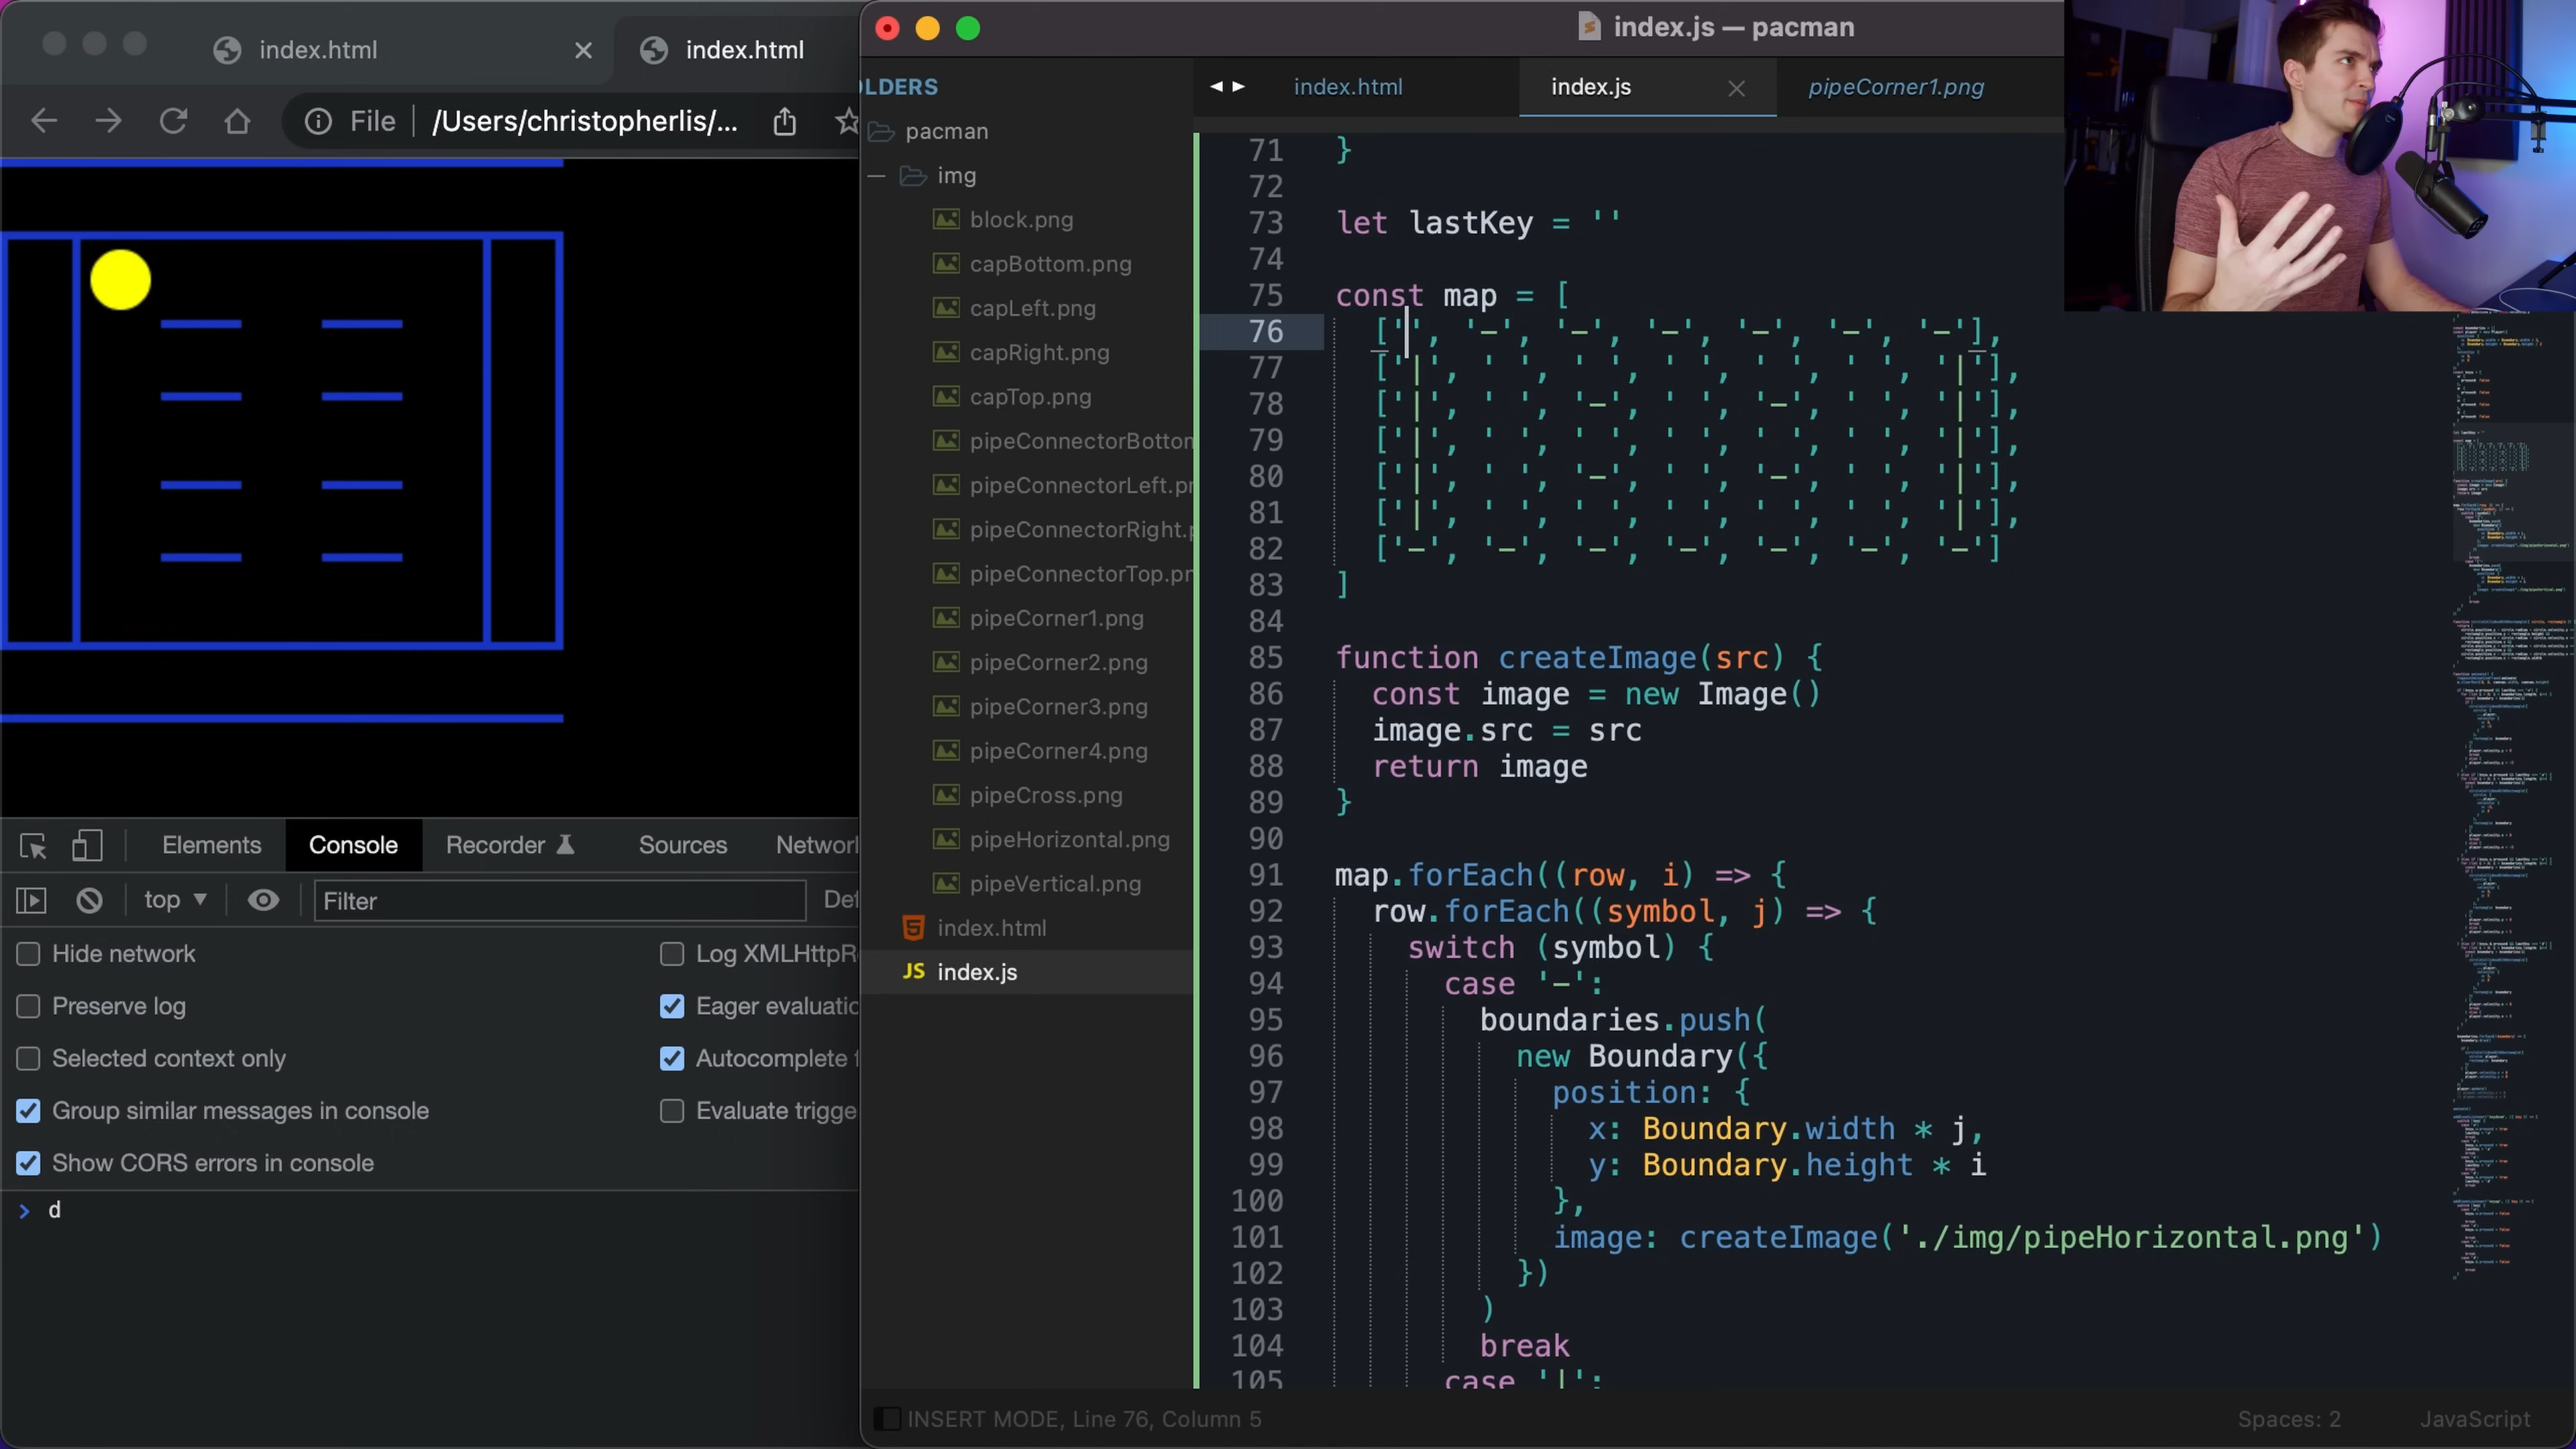 index.html
index.html
File
/Users/christopherlis/...
Elements
Console
Recorder
Sources
top
Filter
Hide network
Preserve log
Selected context only
Eager evaluatio
Autocomplete
Group similar messages in console
Evaluate trigge
Show CORS errors in console
> d
index.js — pacman
OLDERS
pacman
img
block.png
capBottom.png
capLeft.png
capRight.png
capTop.png
pipeConnectorBotton
pipeConnectorLeft.pr
pipeConnectorRight.p
pipeConnectorTop.pr
pipeCorner1.png
pipeCorner2.png
pipeCorner3.png
pipeCorner4.png
pipeCross.png
pipeHorizontal.png
pipeVertical.png
index.html
JS index.js
index.html
index.js
pipeCorner1.png
71 }
72
73 let lastKey = ''
74
75 const map = [
76 ['', '-', '-', '-', '-', '-', '-'],
77 ['|', ' ', ' ', ' ', ' ', ' ', '|'],
78 ['|', ' ', '-', ' ', '-', ' ', '|'],
79 ['|', ' ', ' ', ' ', ' ', ' ', '|'],
80 ['|', ' ', '-', ' ', '-', ' ', '|'],
81 ['|', ' ', ' ', ' ', ' ', ' ', '|'],
82 ['-', '-', '-', '-', '-', '-', '-']
83 ]
84
85 function createImage(src) {
86 const image = new Image()
87 image.src = src
88 return image
89 }
90
91 map.forEach((row, i) => {
92 row.forEach((symbol, j) => {
93 switch (symbol) {
94 case '-':
95 boundaries.push(
96 new Boundary({
97 position: {
98 x: Boundary.width * j,
99 y: Boundary.height * i
100 },
101 image: createImage('./img/pipeHorizontal.png')
102 })
103 )
104 break
105 case '|':
INSERT MODE, Line 76, Column 5
Spaces: 2
JavaScript